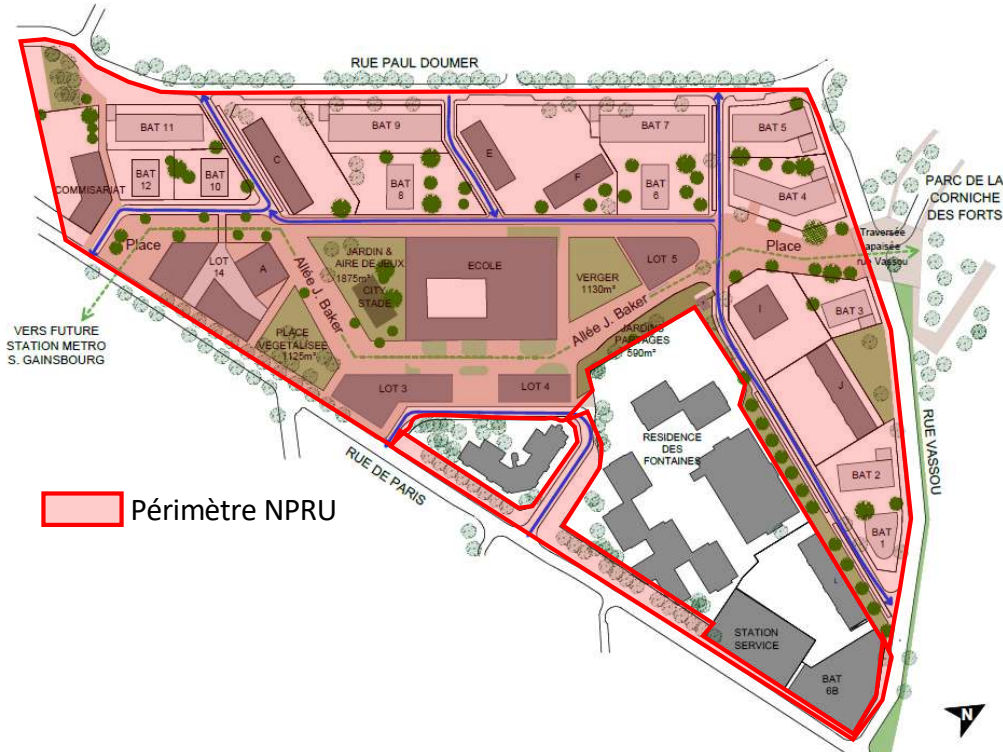 RUE PAUL DOUMER
BAT 11
BAT 9
BAT 7
BAT 5
C
E
F
BAT
12
BAT
10
BAT
8
BAT
6
BAT 4
COMMISARIAT
PARC DE LA
CORNICHE
DES FORTS
Traversée
apaisée
rue Vassou
Place
Place
LOT
14
A
Allée J. Baker
JARDIN &
AIRE DE JEUX
1875m²
CITY
STADE
ECOLE
VERGER
1130m²
LOT 5
Allée J. Baker
I
BAT 3
VERS FUTURE
STATION METRO
S. GAINSBOURG
PLACE
VEGETALISEE
1125m²
JARDINS
PARTAGES
590m²
J
LOT 3
LOT 4
RUE DE PARIS
RESIDENCE
DES
FONTAINES
RUE VASSOU
BAT 2
BAT
1
Périmètre NPRU
L
STATION
SERVICE
BAT
6B
N